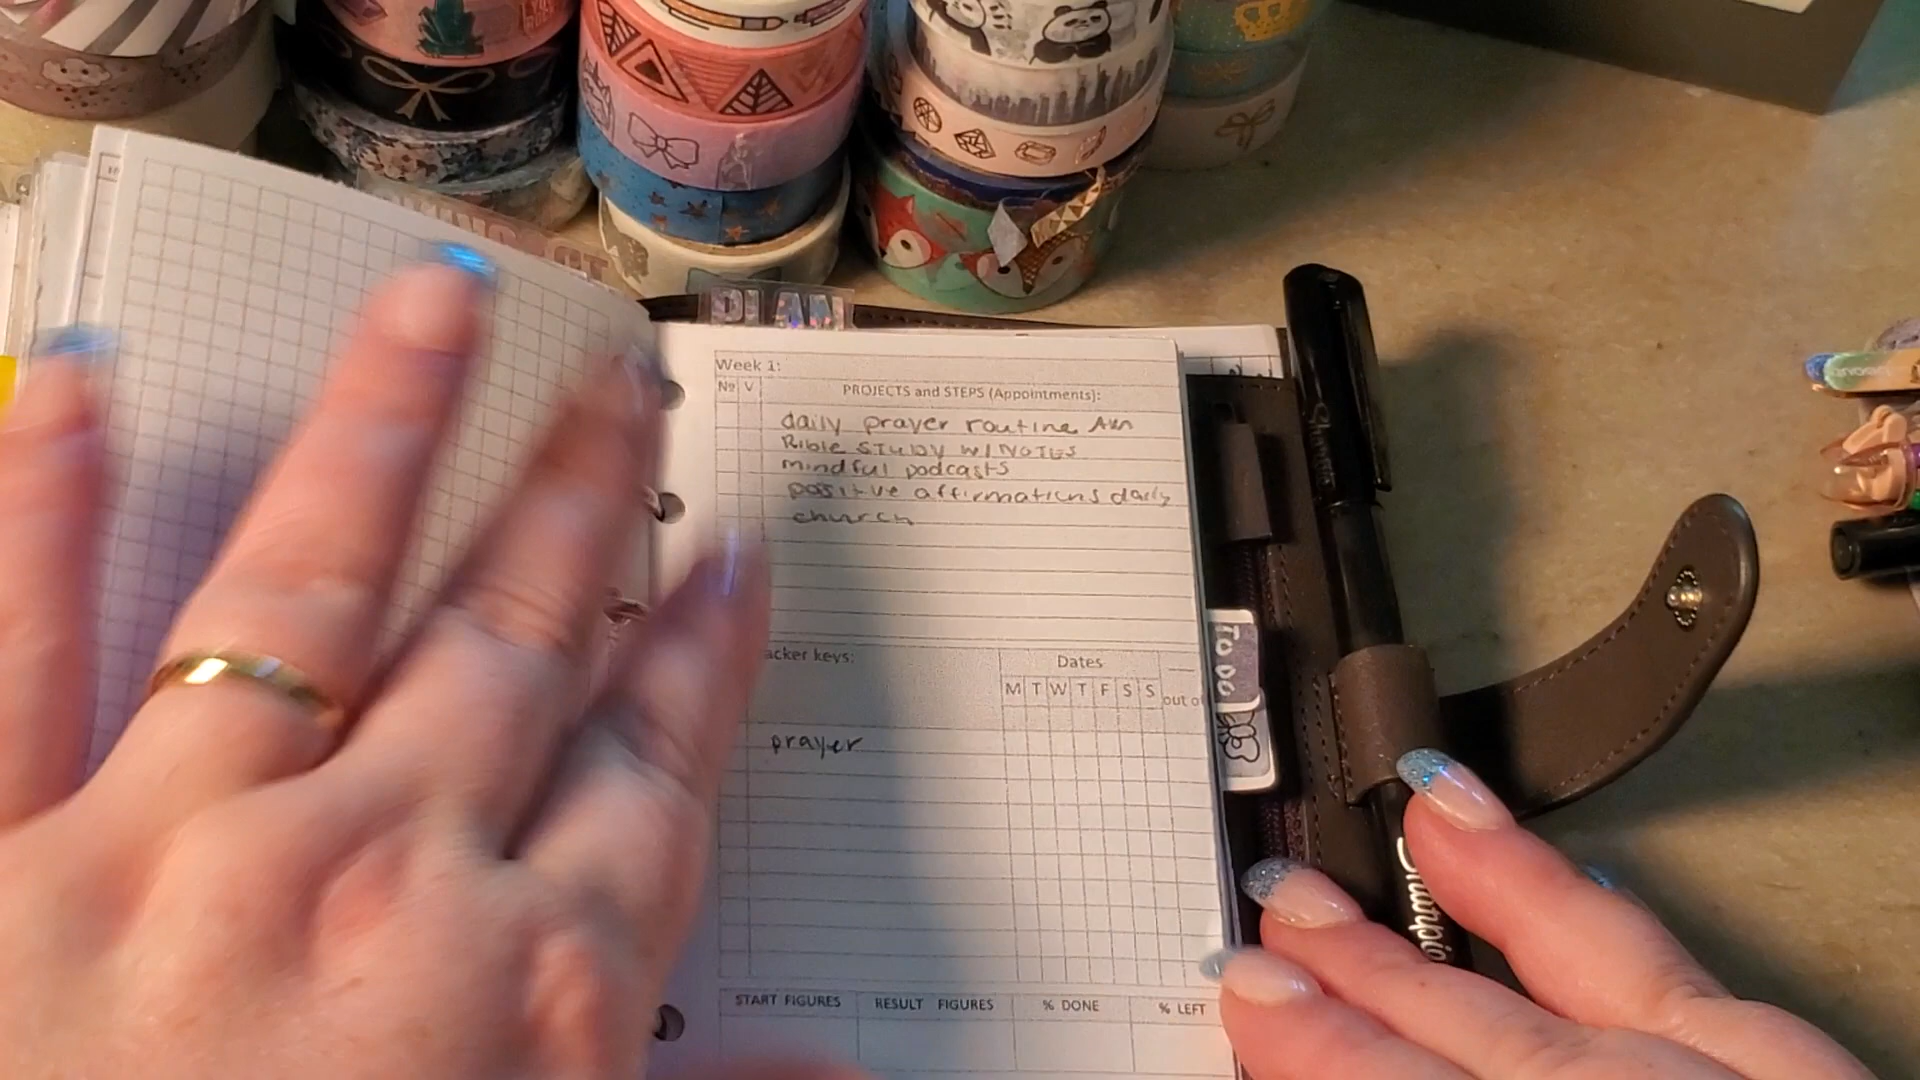 PLAN
Week 1:
№ V PROJECTS and STEPS (Appointments):
daily prayer routine Am
Bible STUDY W/NOTES
mindful podcasts
positive affirmations daily
church
acker keys:
Dates
M T W T F S S
out of
prayer
START FIGURES RESULT FIGURES % DONE % LEFT
TO DO
Sharpie
Sharpie